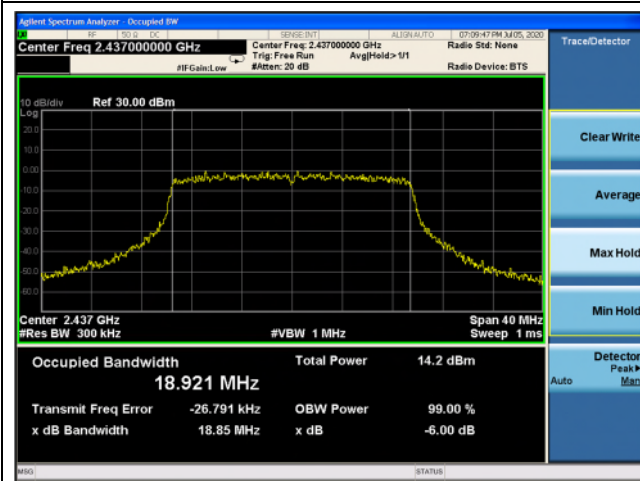 Agilent Spectrum Analyzer - Occupied BW
RF 50 Ω DC SENSE:INT ALIGN AUTO 07:09:47 PM Jul 05, 2020
Center Freq 2.437000000 GHz
Center Freq: 2.437000000 GHz
Radio Std: None
Trig: Free Run Avg|Hold>1/1
#IFGain:Low #Atten: 20 dB Radio Device: BTS
Trace/Detector
10 dB/div Ref 30.00 dBm
Log
20.0
10.0
0.00
-10.0
-20.0
-30.0
-40.0
-50.0
-60.0
Center 2.437 GHz Span 40 MHz
#Res BW 300 kHz #VBW 1 MHz Sweep 1 ms
Occupied Bandwidth Total Power 14.2 dBm
18.921 MHz
Transmit Freq Error -26.791 kHz OBW Power 99.00 %
x dB Bandwidth 18.85 MHz x dB -6.00 dB
Clear Write
Average
Max Hold
Min Hold
Detector
Peak▶
Auto Man
MSG STATUS